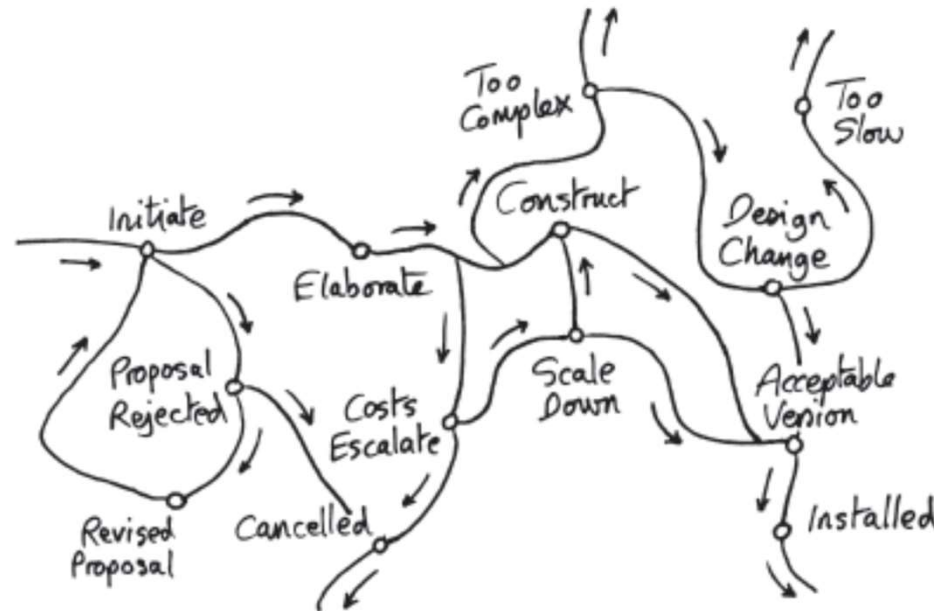 Too
Complex
Too
Slow
Initiate
Construct
Design
Change
Elaborate
Proposal
Rejected
Costs
Escalate
Scale
Down
Acceptable
Version
Revised
Proposal
Cancelled
Installed